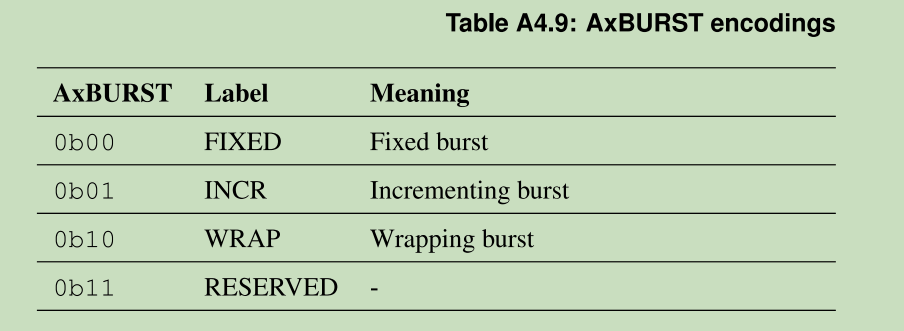 Table A4.9: AxBURST encodings
AxBURST Label Meaning
0b00 FIXED Fixed burst
0b01 INCR Incrementing burst
0b10 WRAP Wrapping burst
0b11 RESERVED -